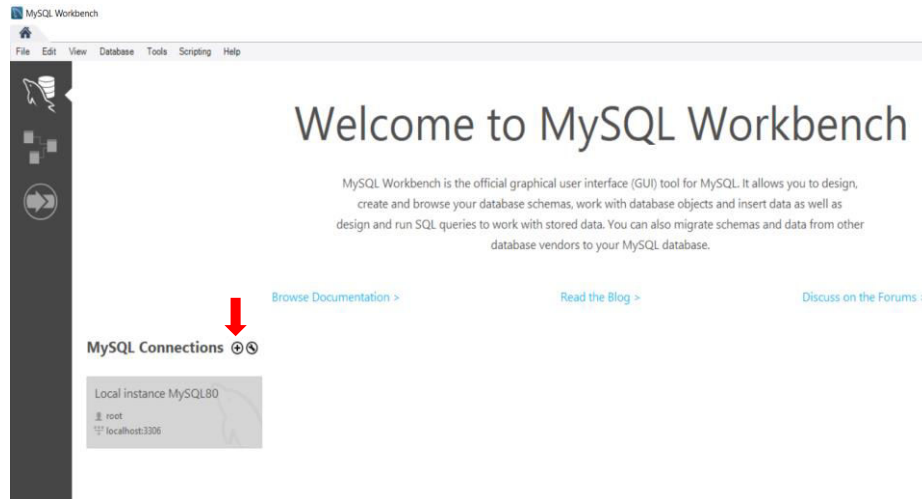 MySQL Workbench
File Edit View Database Tools Scripting Help
Welcome to MySQL Workbench
MySQL Workbench is the official graphical user interface (GUI) tool for MySQL. It allows you to design,
create and browse your database schemas, work with database objects and insert data as well as
design and run SQL queries to work with stored data. You can also migrate schemas and data from other
database vendors to your MySQL database.
Browse Documentation > Read the Blog > Discuss on the Forums >
MySQL Connections
Local instance MySQL80
root
localhost:3306